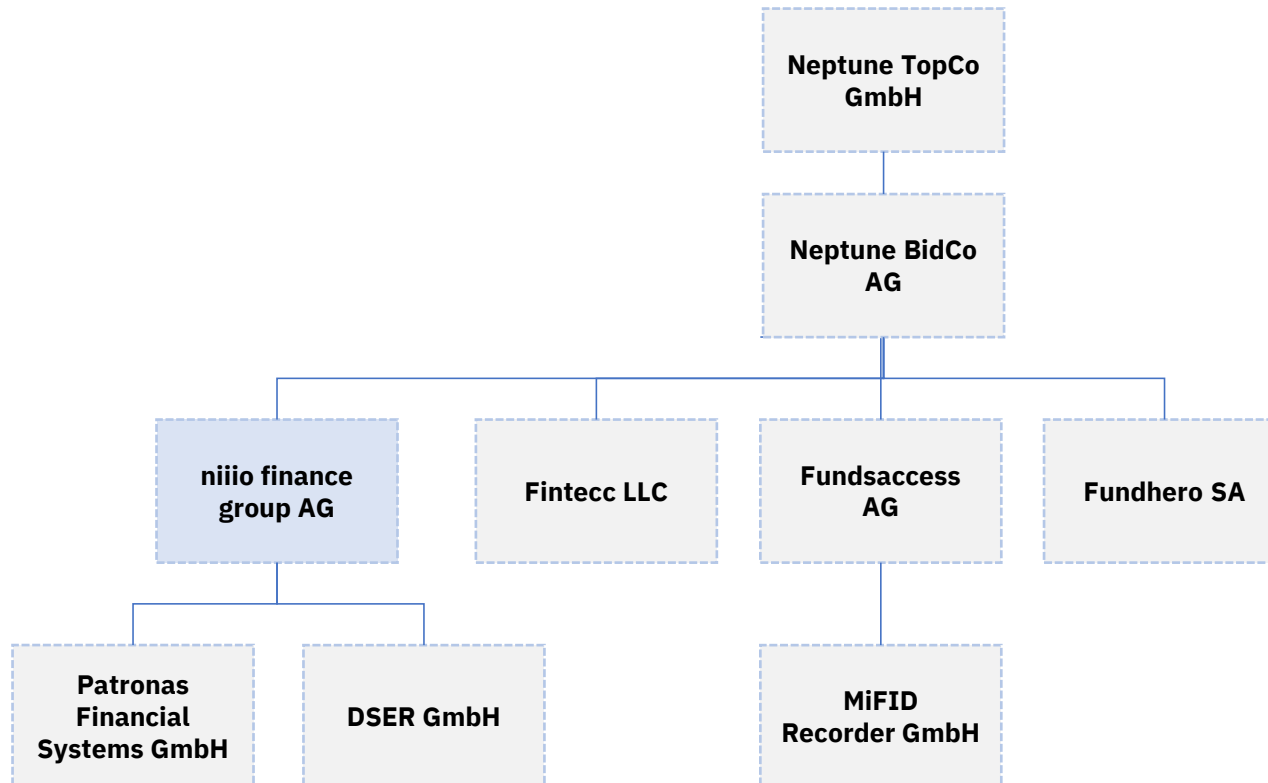 Neptune TopCo
GmbH
Neptune BidCo
AG
niiio finance
group AG
Fintecc LLC
Fundsaccess
AG
Fundhero SA
Patronas
Financial
Systems GmbH
DSER GmbH
MiFID
Recorder GmbH